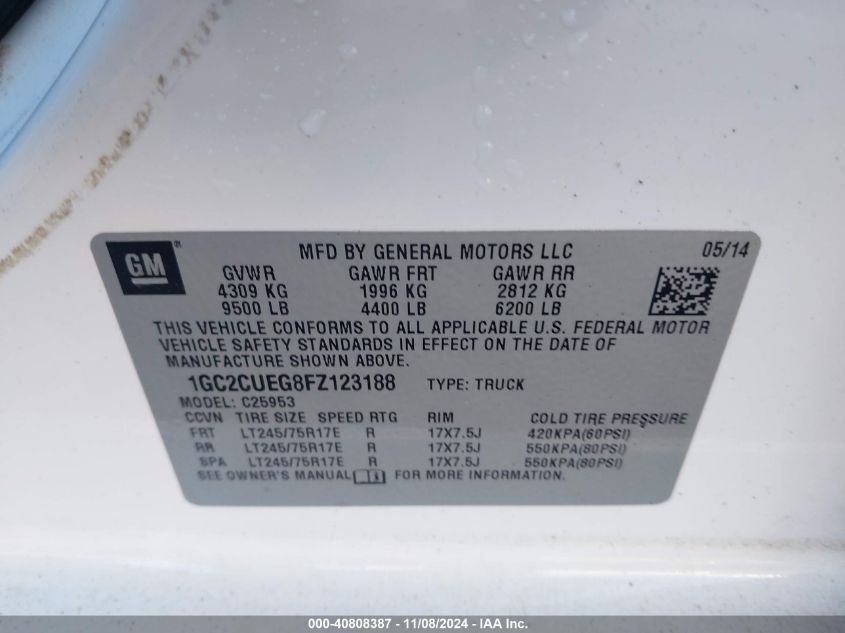 GM ®
MFD BY GENERAL MOTORS LLC 05/14
GVWR GAWR FRT GAWR RR
4309 KG 1996 KG 2812 KG
9500 LB 4400 LB 6200 LB
THIS VEHICLE CONFORMS TO ALL APPLICABLE U.S. FEDERAL MOTOR
VEHICLE SAFETY STANDARDS IN EFFECT ON THE DATE OF
MANUFACTURE SHOWN ABOVE.
1GC2CUEG8FZ123188 TYPE: TRUCK
MODEL: C25953
CCVN TIRE SIZE SPEED RTG RIM COLD TIRE PRESSURE
FRT LT245/75R17E R 17X7.5J 420KPA(60PSI)
RR LT245/75R17E R 17X7.5J 550KPA(80PSI)
SPA LT245/75R17E R 17X7.5J 550KPA(80PSI)
SEE OWNER'S MANUAL FOR MORE INFORMATION.
000-40808387 - 11/08/2024 - IAA Inc.